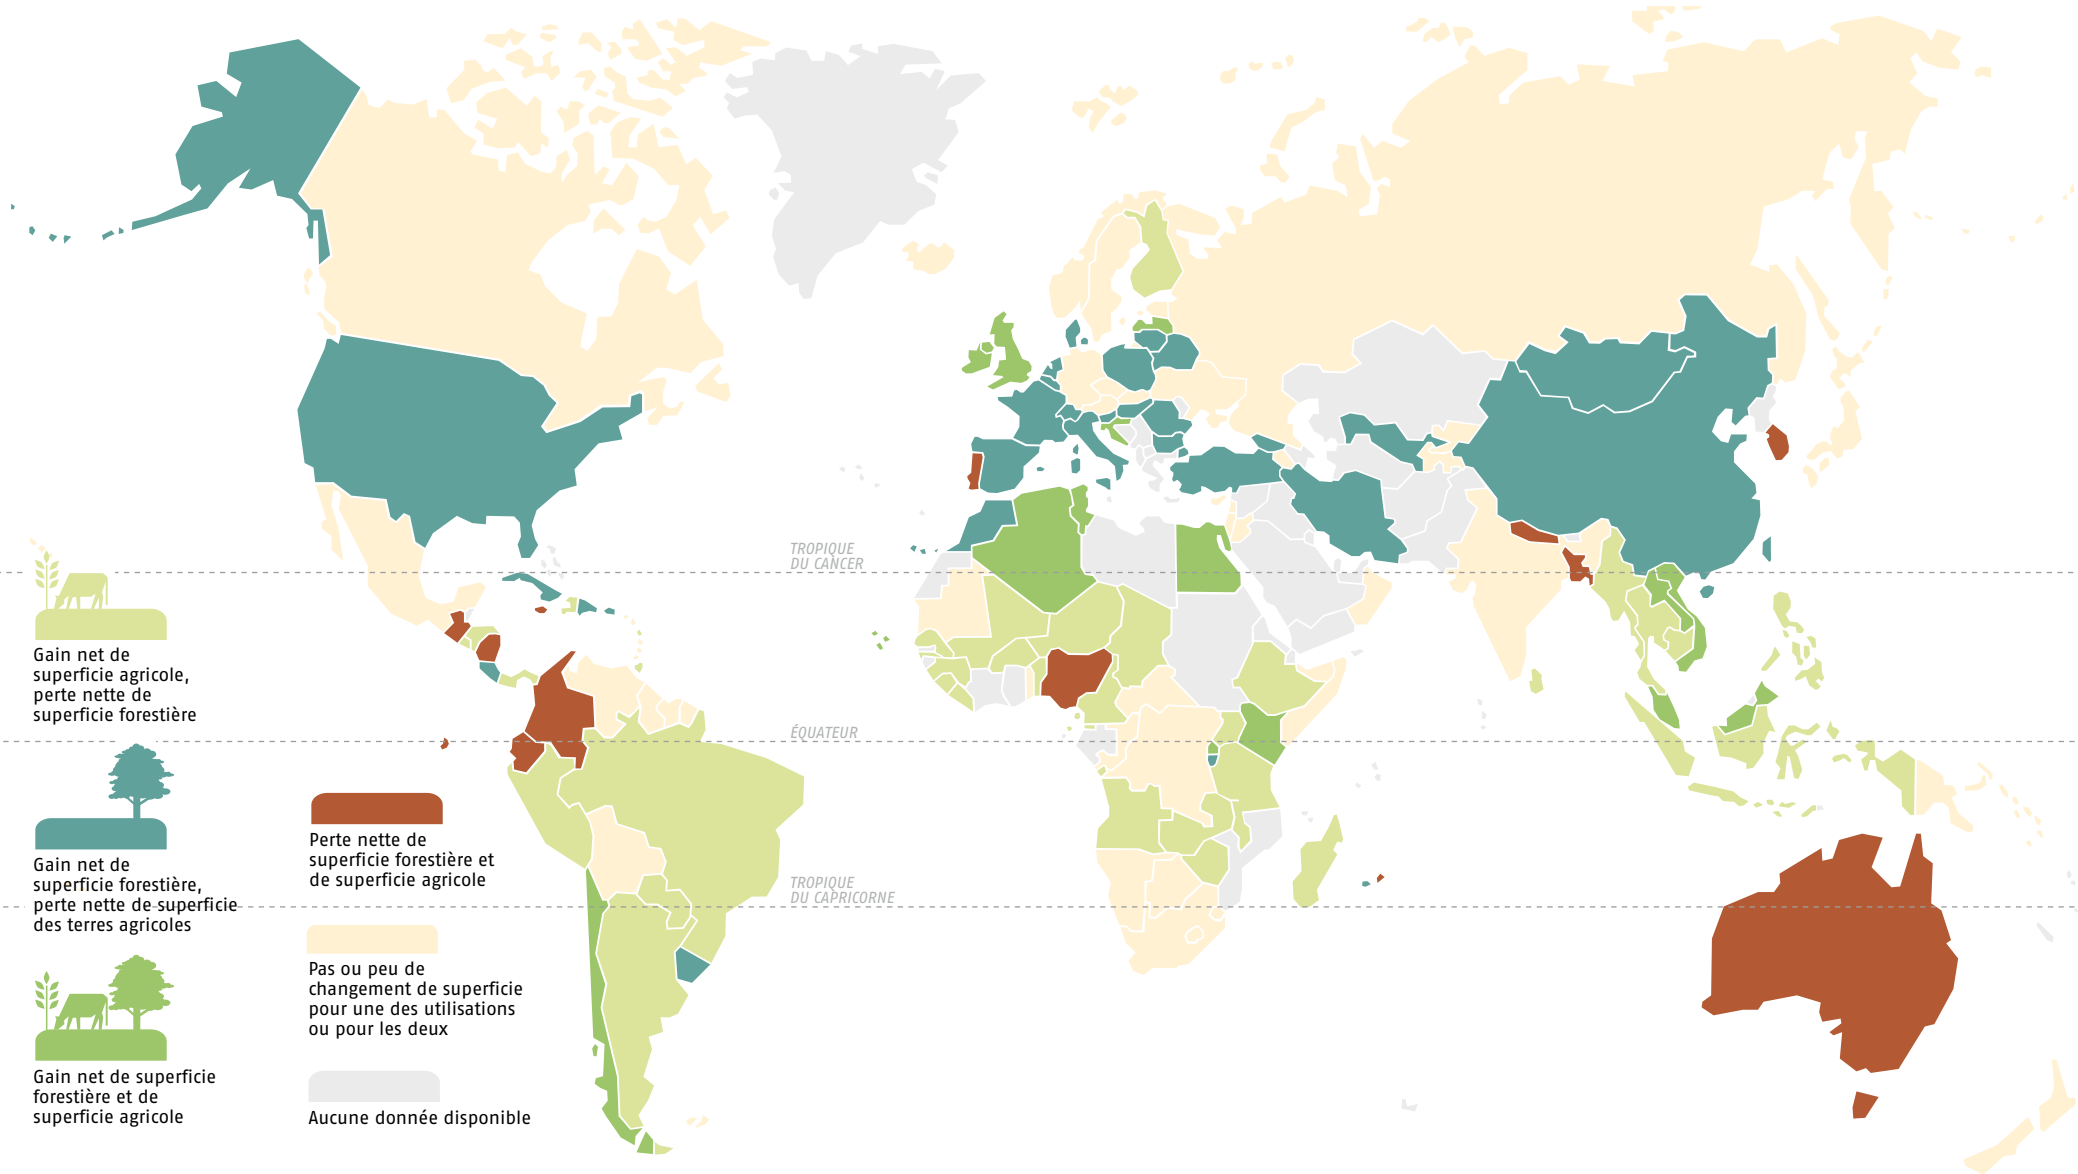 TROPIQUE
DU CANCER
ÉQUATEUR
TROPIQUE
DU CAPRICORNE
Gain net de
superficie agricole,
perte nette de
superficie forestière
Gain net de
superficie forestière,
perte nette de superficie
des terres agricoles
Gain net de superficie
forestière et de
superficie agricole
Perte nette de
superficie forestière et
de superficie agricole
Pas ou peu de
changement de superficie
pour une des utilisations
ou pour les deux
Aucune donnée disponible